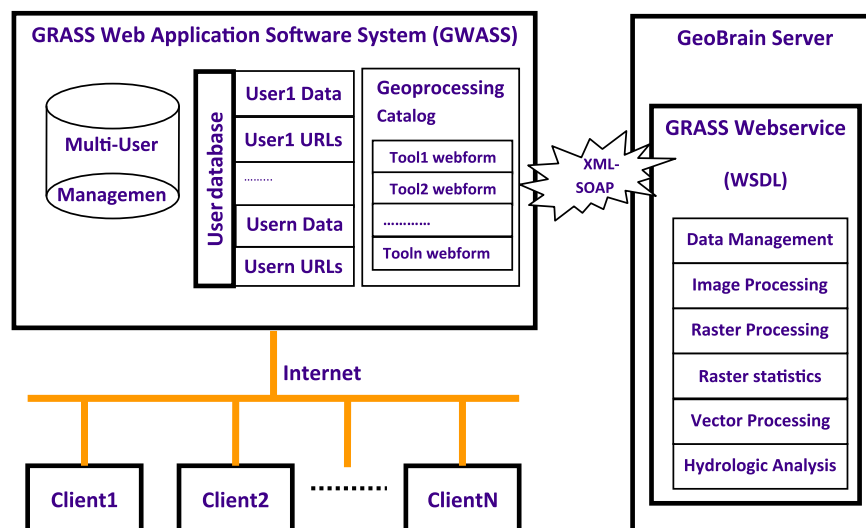 GRASS Web Application Software System (GWASS)
Multi-User
Managemen
User database
User1 Data
User1 URLs
.........
Usern Data
Usern URLs
Geoprocessing
Catalog
Tool1 webform
Tool2 webform
............
Tooln webform
XML-
SOAP
GeoBrain Server
GRASS Webservice
(WSDL)
Data Management
Image Processing
Raster Processing
Raster statistics
Vector Processing
Hydrologic Analysis
Internet
Client1
Client2
ClientN